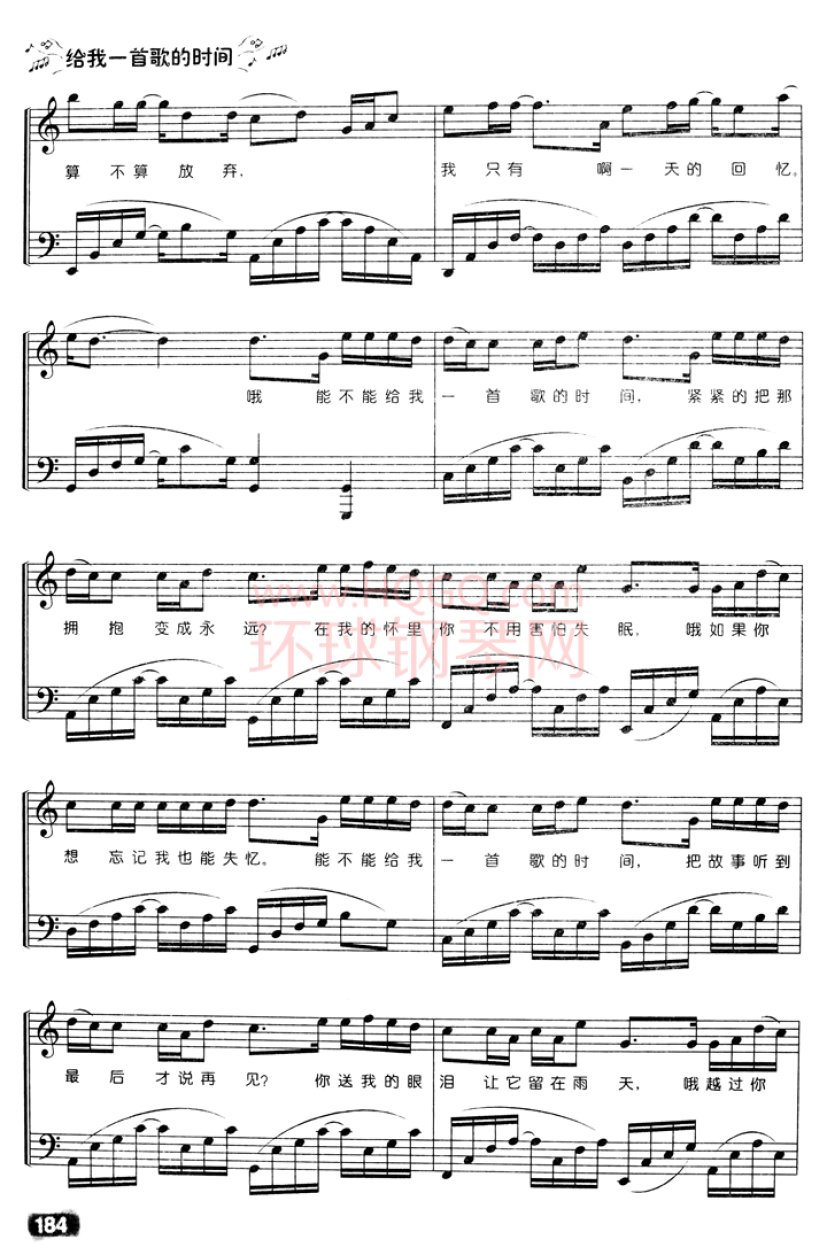 给我一首歌的时间
算不算放弃，我只有啊一天的回忆。
哦能不能给我一首歌的时间，紧紧的把那
www.HQGQ.com
拥抱变成永远？在我的怀里你不用害怕失眠，哦如果你
环球钢琴网
想忘记我也能失忆。能不能给我一首歌的时间，把故事听到
最后才说再见？你送我的眼泪让它留在雨天，哦越过你
184